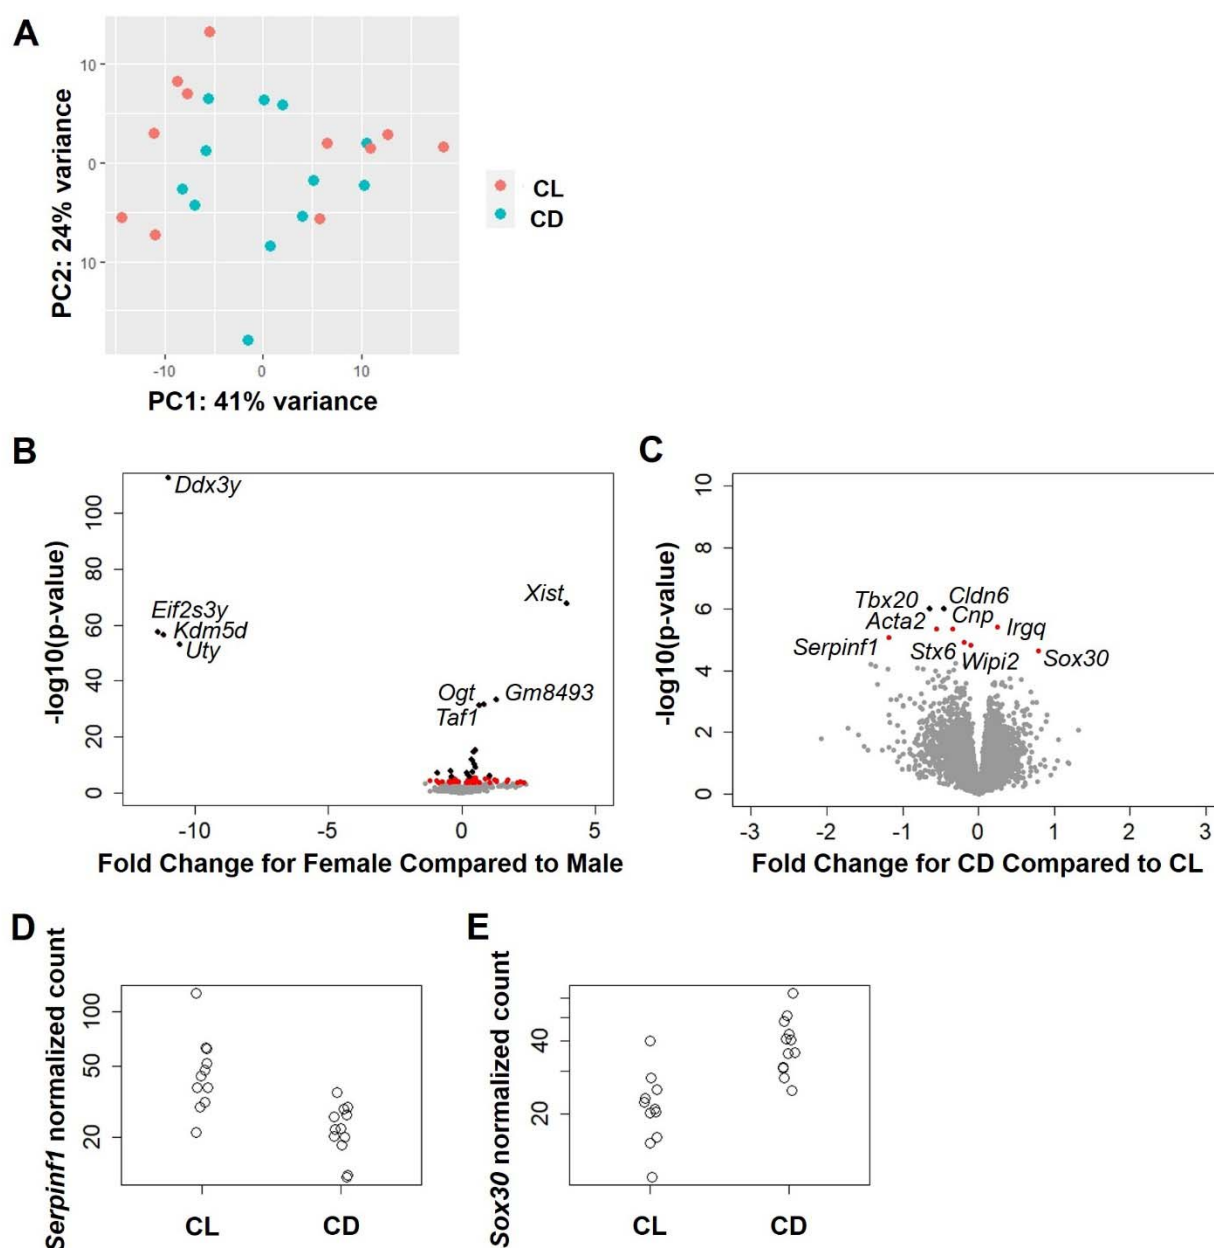 A
10
0
10
PC2: 24% variance
-10
0
10
PC1: 41% variance
CL
CD
B
Ddx3y
Eif2s3y
Kdm5d
Uty
Xist
Ogt
Taf1
Gm8493
0
20
40
60
80
100
-log10(p-value)
-10
-5
0
5
Fold Change for Female Compared to Male
C
Tbx20
Cldn6
Acta2
Cnp
Irgq
Serpinf1
Stx6
Wipi2
Sox30
0
2
4
6
8
10
-log10(p-value)
-3
-2
-1
0
1
2
3
Fold Change for CD Compared to CL
D
Serpinf1 normalized count
100
50
20
CL
CD
E
Sox30 normalized count
40
20
CL
CD